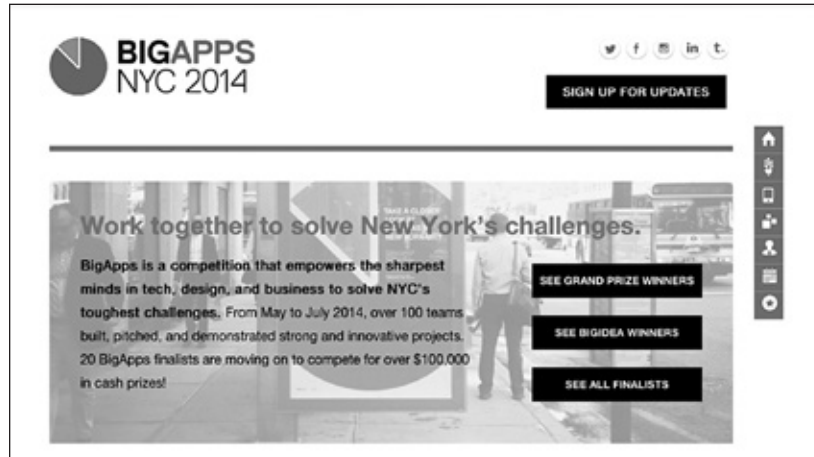 BIGAPPS
NYC 2014
SIGN UP FOR UPDATES
Work together to solve New York's challenges.
BigApps is a competition that empowers the sharpest
minds in tech, design, and business to solve NYC's
toughest challenges. From May to July 2014, over 100 teams
built, pitched, and demonstrated strong and innovative projects.
20 BigApps finalists are moving on to compete for over $100,000
in cash prizes!
SEE GRAND PRIZE WINNERS
SEE BIGIDEA WINNERS
SEE ALL FINALISTS